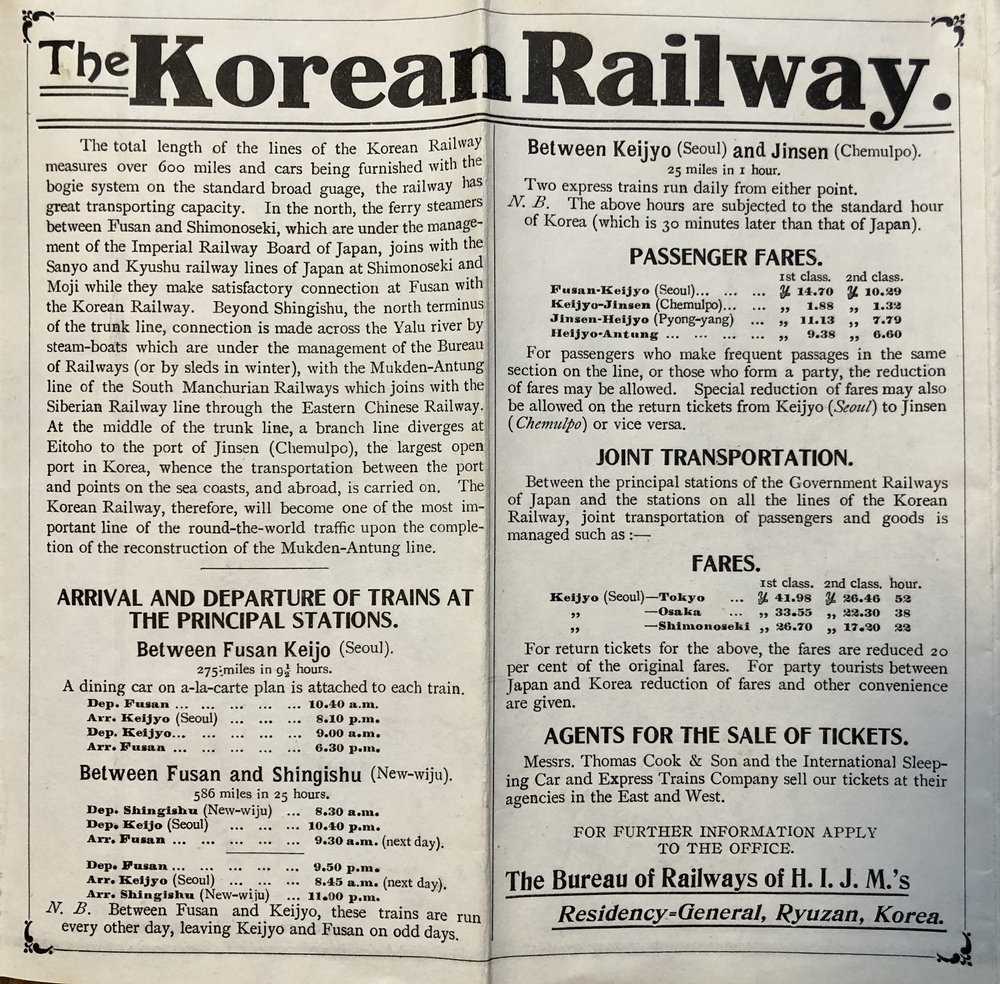 The Korean Railway.
The total length of the lines of the Korean Railway
measures over 600 miles and cars being furnished with the
bogie system on the standard broad guage, the railway has
great transporting capacity. In the north, the ferry steamers
between Fusan and Shimonoseki, which are under the manage-
ment of the Imperial Railway Board of Japan, joins with the
Sanyo and Kyushu railway lines of Japan at Shimonoseki and
Moji while they make satisfactory connection at Fusan with
the Korean Railway. Beyond Shingishu, the north terminus
of the trunk line, connection is made across the Yalu river by
steam-boats which are under the management of the Bureau
of Railways (or by sleds in winter), with the Mukden-Antung
line of the South Manchurian Railways which joins with the
Siberian Railway line through the Eastern Chinese Railway.
At the middle of the trunk line, a branch line diverges at
Eitoho to the port of Jinsen (Chemulpo), the largest open
port in Korea, whence the transportation between the port
and points on the sea coasts, and abroad, is carried on. The
Korean Railway, therefore, will become one of the most im-
portant line of the round-the-world traffic upon the comple-
tion of the reconstruction of the Mukden-Antung line.
ARRIVAL AND DEPARTURE OF TRAINS AT
THE PRINCIPAL STATIONS.
Between Fusan Keijo (Seoul).
275 miles in 9½ hours.
A dining car on a-la-carte plan is attached to each train.
Dep. Fusan ... ... ... ... ... 10.40 a.m.
Arr. Keijyo (Seoul) ... ... ... 8.10 p.m.
Dep. Keijyo... ... ... ... ... 9.00 a.m.
Arr. Fusan ... ... ... ... ... 6.30 p.m.
Between Fusan and Shingishu (New-wiju).
586 miles in 25 hours.
Dep. Shingishu (New-wiju) ... 8.30 a.m.
Dep. Keijo (Seoul) ... ... ... 10.40 p.m.
Arr. Fusan ... ... ... ... ... 9.30 a.m. (next day).
Dep. Fusan ... ... ... ... ... 9.50 p.m.
Arr. Keijyo (Seoul) ... ... ... 8.45 a.m. (next day).
Arr. Shingishu (New-wiju) ... 11.00 p.m.
N. B. Between Fusan and Keijyo, these trains are run
every other day, leaving Keijyo and Fusan on odd days.
Between Keijyo (Seoul) and Jinsen (Chemulpo).
25 miles in 1 hour.
Two express trains run daily from either point.
N. B. The above hours are subjected to the standard hour
of Korea (which is 30 minutes later than that of Japan).
PASSENGER FARES.
1st class. 2nd class.
Fusan-Keijyo (Seoul)... ... ... ¥ 14.70 ¥ 10.29
Keijyo-Jinsen (Chemulpo)... ... „ 1.88 „ 1.32
Jinsen-Heijyo (Pyong-yang) ... „ 11.13 „ 7.79
Heijyo-Antung ... ... ... ... „ 9.38 „ 6.60
For passengers who make frequent passages in the same
section on the line, or those who form a party, the reduction
of fares may be allowed. Special reduction of fares may also
be allowed on the return tickets from Keijyo (Seoul) to Jinsen
(Chemulpo) or vice versa.
JOINT TRANSPORTATION.
Between the principal stations of the Government Railways
of Japan and the stations on all the lines of the Korean
Railway, joint transportation of passengers and goods is
managed such as :—
FARES.
1st class. 2nd class. hour.
Keijyo (Seoul)—Tokyo ... ¥ 41.98 ¥ 26.46 52
„ —Osaka ... „ 33.55 „ 22.30 38
„ —Shimonoseki „ 26.70 „ 17.20 22
For return tickets for the above, the fares are reduced 20
per cent of the original fares. For party tourists between
Japan and Korea reduction of fares and other convenience
are given.
AGENTS FOR THE SALE OF TICKETS.
Messrs. Thomas Cook & Son and the International Sleep-
ing Car and Express Trains Company sell our tickets at their
agencies in the East and West.
FOR FURTHER INFORMATION APPLY
TO THE OFFICE.
The Bureau of Railways of H. I. J. M.'s
Residency=General, Ryuzan, Korea.